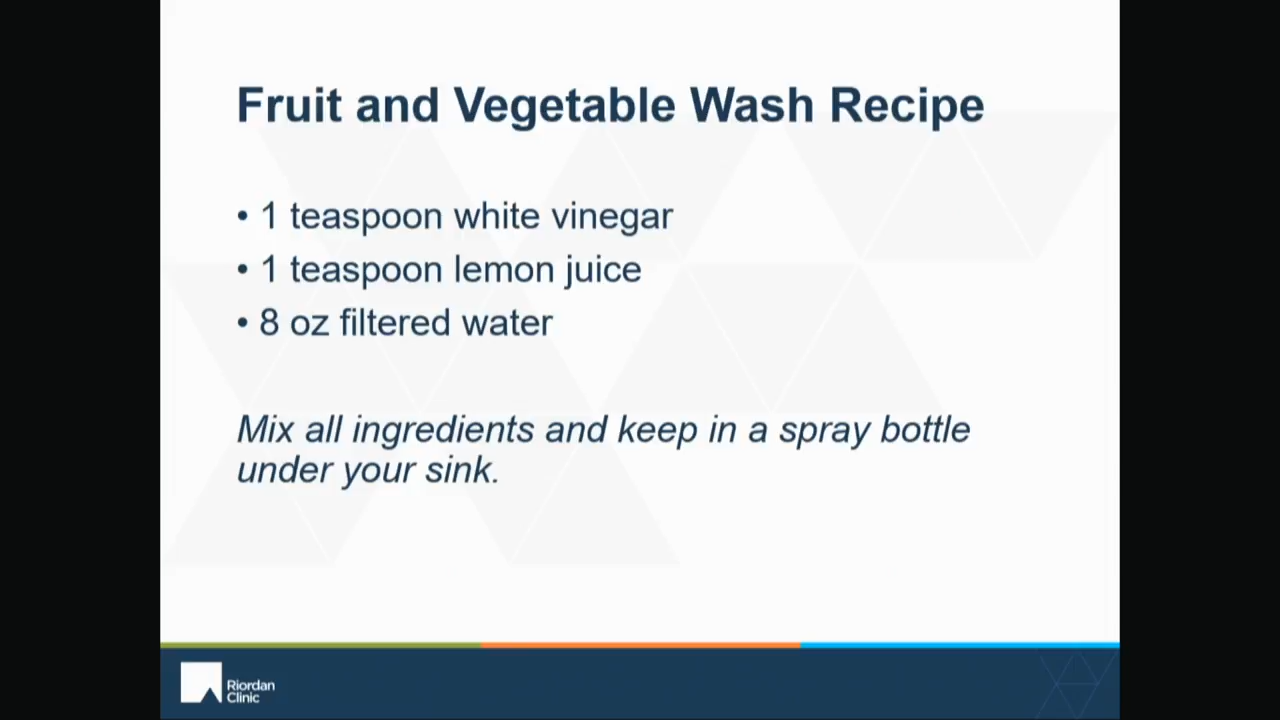 Fruit and Vegetable Wash Recipe
• 1 teaspoon white vinegar
• 1 teaspoon lemon juice
• 8 oz filtered water
Mix all ingredients and keep in a spray bottle
under your sink.
Riordan
Clinic